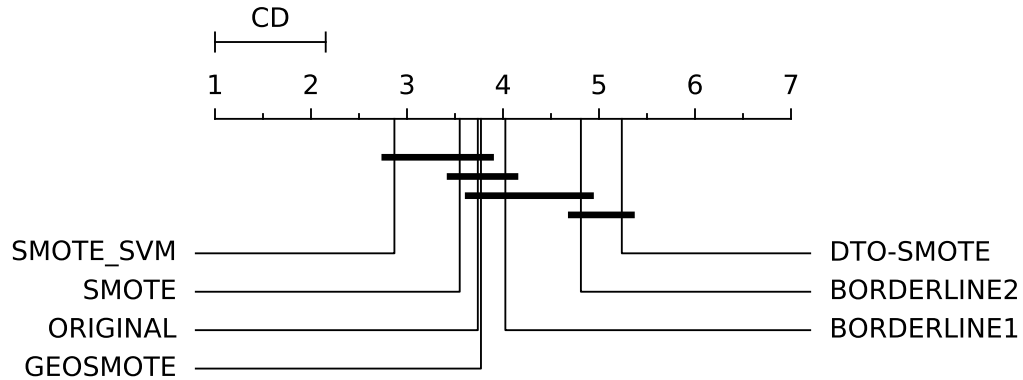 CD
1 2 3 4 5 6 7
SMOTE_SVM DTO-SMOTE
SMOTE BORDERLINE2
ORIGINAL BORDERLINE1
GEOSMOTE